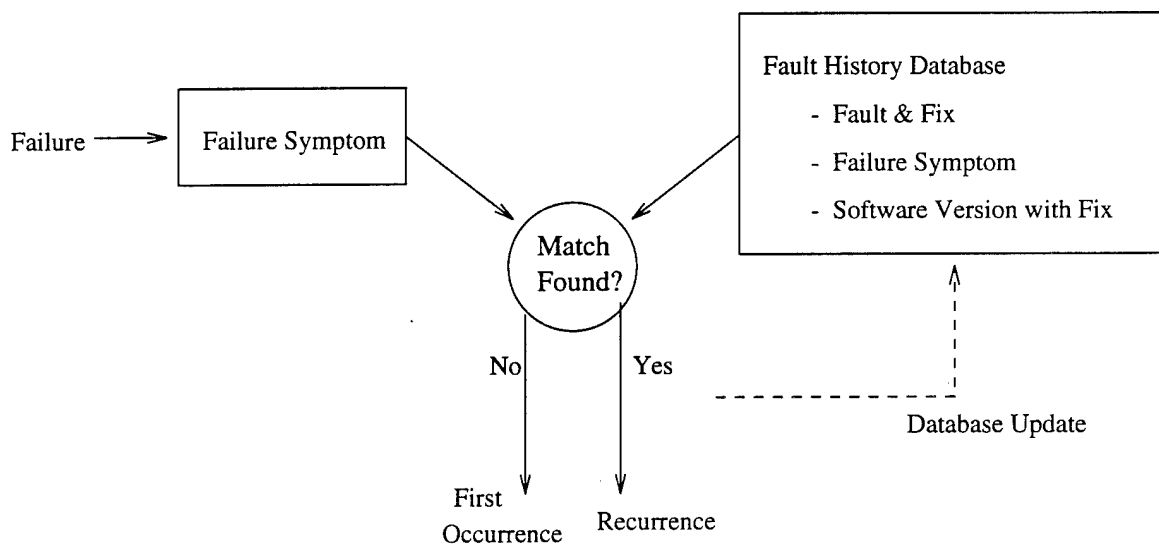 Failure
Failure Symptom
Fault History Database
- Fault & Fix
- Failure Symptom
- Software Version with Fix
Match
Found?
No
Yes
Database Update
First
Occurrence
Recurrence